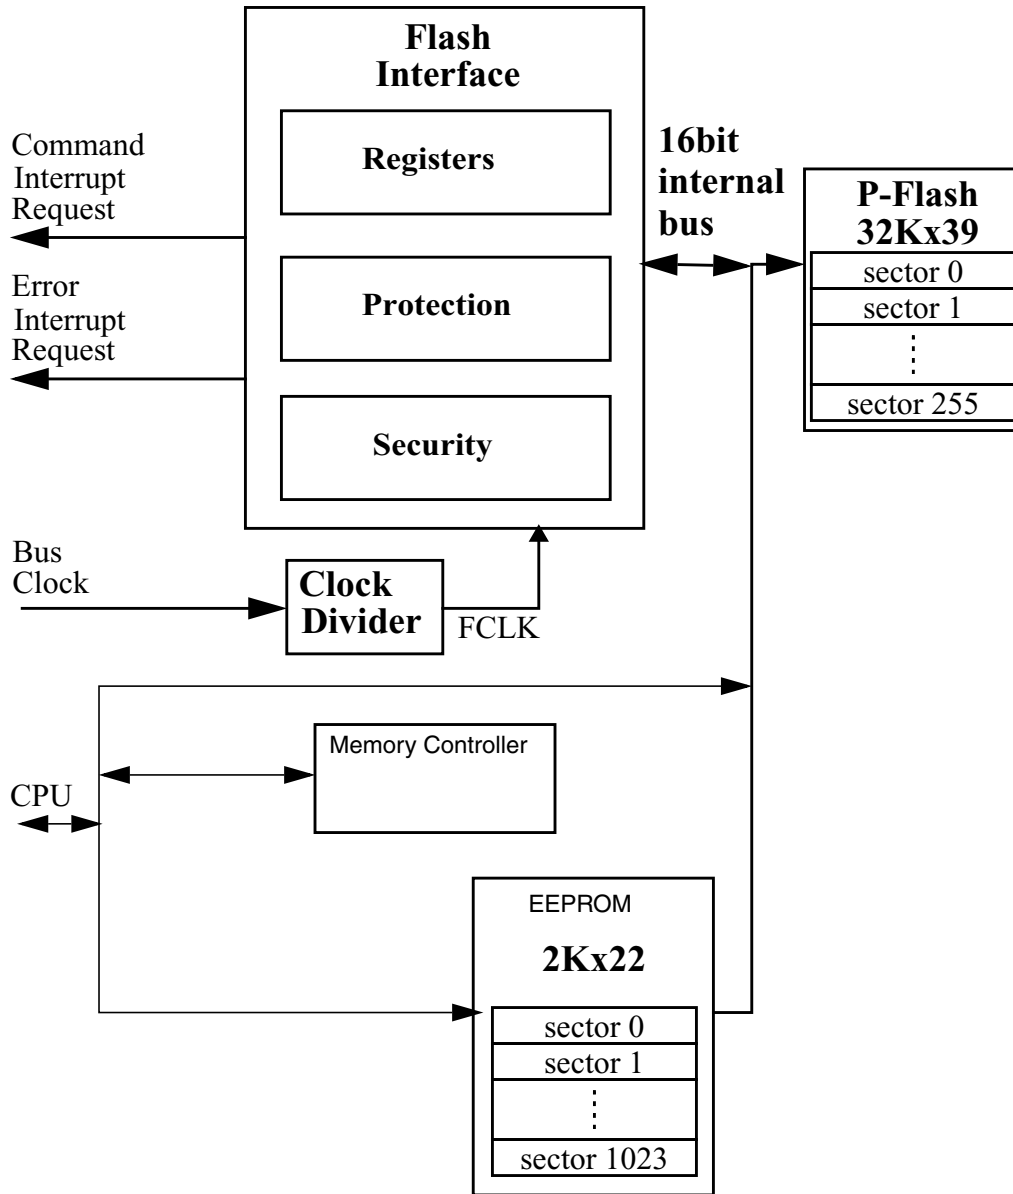 Flash
Interface
Registers
Protection
Security
Command
Interrupt
Request
Error
Interrupt
Request
16bit
internal
bus
P-Flash
32Kx39
sector 0
sector 1
sector 255
Bus
Clock
Clock
Divider
FCLK
Memory Controller
CPU
EEPROM
2Kx22
sector 0
sector 1
sector 1023